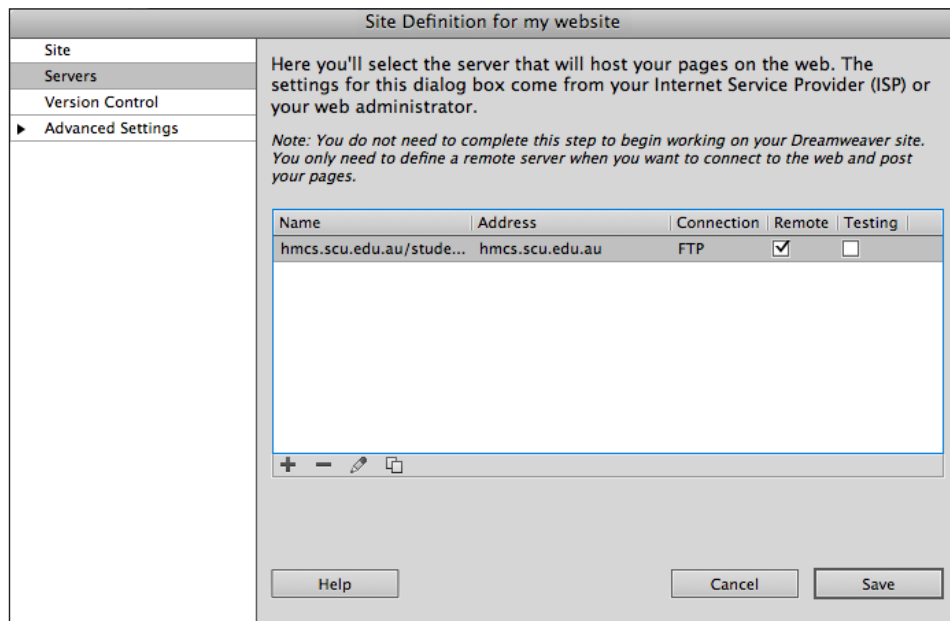 Site Definition for my website
Site
Servers
Version Control
Advanced Settings
Here you'll select the server that will host your pages on the web. The
settings for this dialog box come from your Internet Service Provider (ISP) or
your web administrator.
Note: You do not need to complete this step to begin working on your Dreamweaver site.
You only need to define a remote server when you want to connect to the web and post
your pages.
Name Address Connection Remote Testing
hmcs.scu.edu.au/stude... hmcs.scu.edu.au FTP
Help Cancel Save